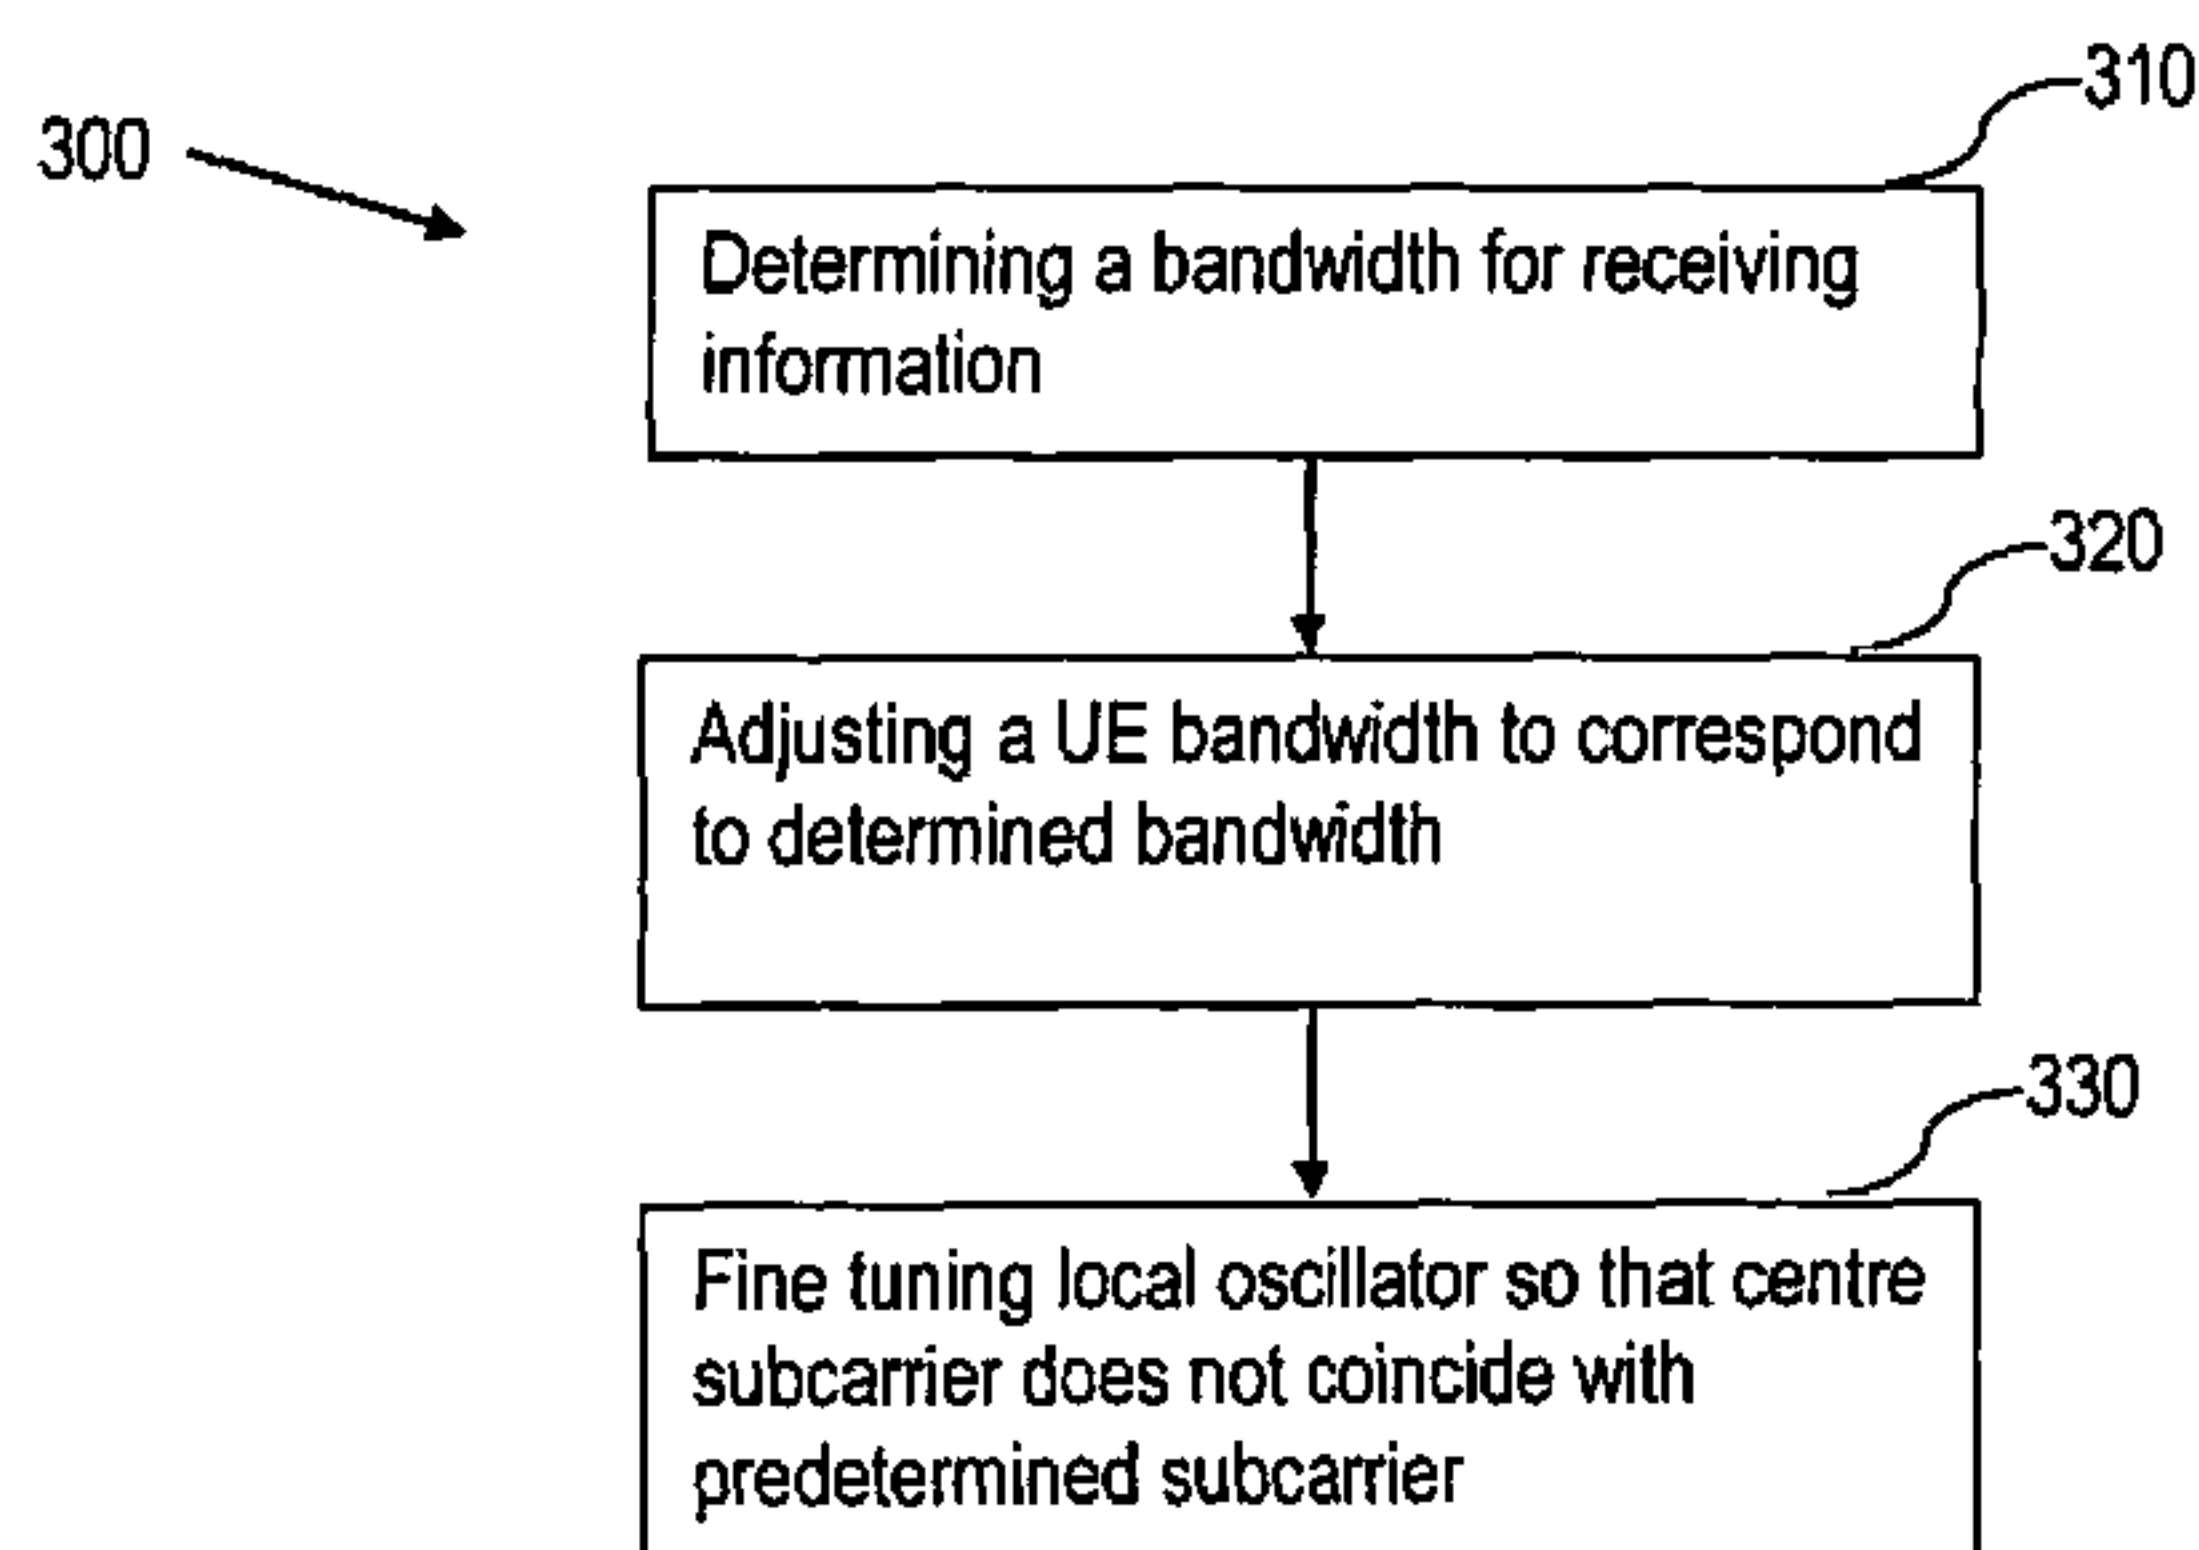 310
300
Determining a bandwidth for receiving
information
320
Adjusting a UE bandwidth to correspond
to determined bandwidth
330
Fine tuning local oscillator so that centre
subcarrier does not coincide with
predetermined subcarrier